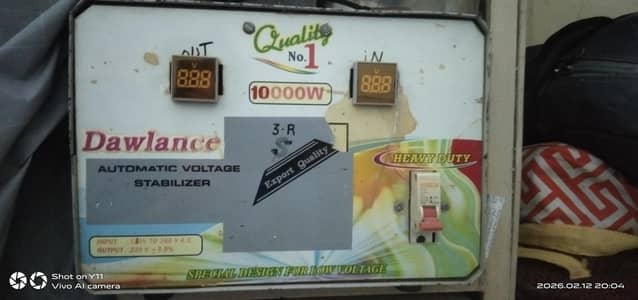 OUT
Quality
No.1
IN
V
888
V
888
10000W
Dawlance
3-R
S
Export Quality
HEAVY DUTY
AUTOMATIC VOLTAGE
STABILIZER
OUTPUT
SPECIAL DESIGN FOR LOW VOLTAGE
Shot on Y11
Vivo AI camera
2026.02.12 20:04